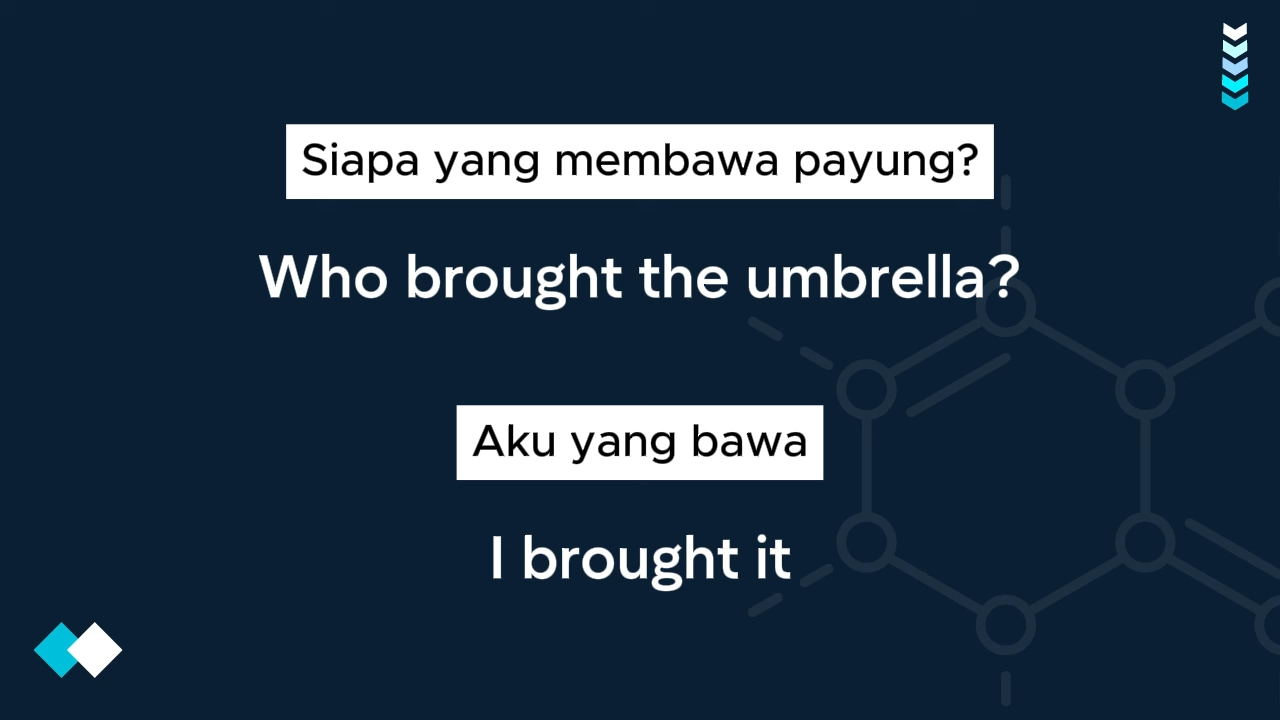 Siapa yang membawa payung?
Who brought the umbrella?
Aku yang bawa
I brought it